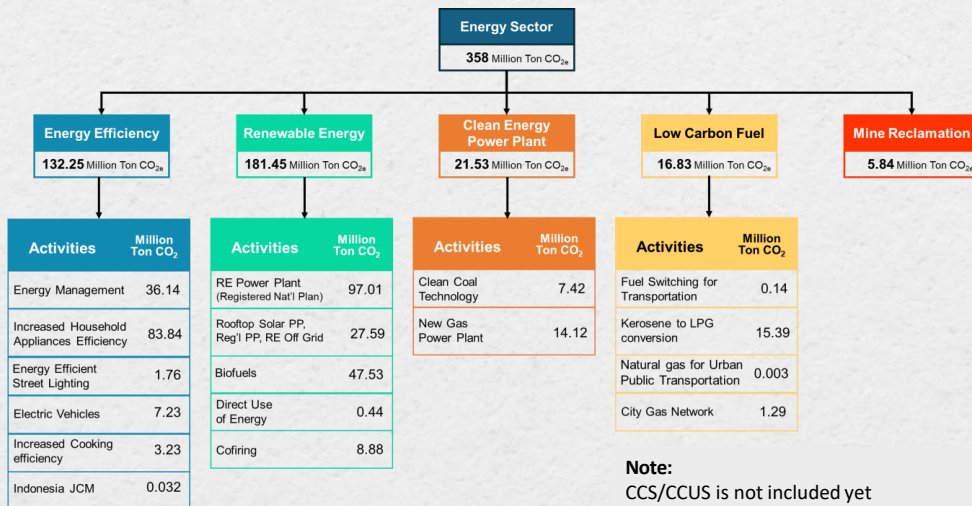 Energy Sector
358 Million Ton CO2e
Energy Efficiency
132.25 Million Ton CO2e
Renewable Energy
181.45 Million Ton CO2e
Clean Energy
Power Plant
21.53 Million Ton CO2e
Low Carbon Fuel
16.83 Million Ton CO2e
Mine Reclamation
5.84 Million Ton CO2e
Activities Million Ton CO2
Energy Management 36.14
Increased Household
Appliances Efficiency 83.84
Energy Efficient
Street Lighting 1.76
Electric Vehicles 7.23
Increased Cooking
efficiency 3.23
Indonesia JCM 0.032
Activities Million Ton CO2
RE Power Plant
(Registered Nat'l Plan) 97.01
Rooftop Solar PP,
Reg'l PP, RE Off Grid 27.59
Biofuels 47.53
Direct Use
of Energy 0.44
Cofiring 8.88
Activities Million Ton CO2
Clean Coal
Technology 7.42
New Gas
Power Plant 14.12
Activities Million Ton CO2
Fuel Switching for
Transportation 0.14
Kerosene to LPG
conversion 15.39
Natural gas for Urban
Public Transportation 0.003
City Gas Network 1.29
Note:
CCS/CCUS is not included yet